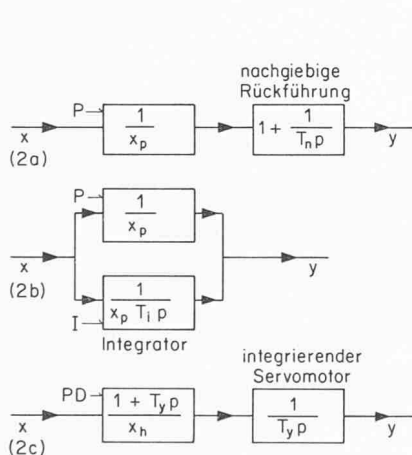 nachgiebige
Rückführung
P
1
x_p
1 + 1
T_n p
x
y
(2a)
P
1
x_p
x
y
(2b)
1
x_p T_i p
I
Integrator
integrierender
Servomotor
PD
1 + T_y p
x_h
1
T_y p
x
y
(2c)